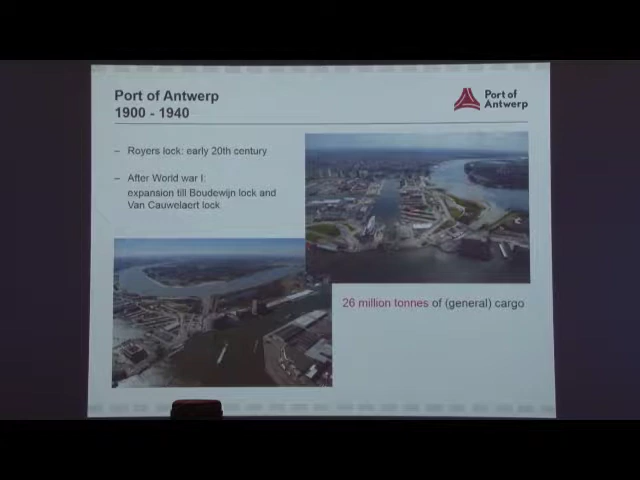 Port of Antwerp
1900 - 1940
Port of
Antwerp
– Royers lock: early 20th century
– After World war I:
expansion till Boudewijn lock and
Van Cauwelaert lock
26 million tonnes of (general) cargo